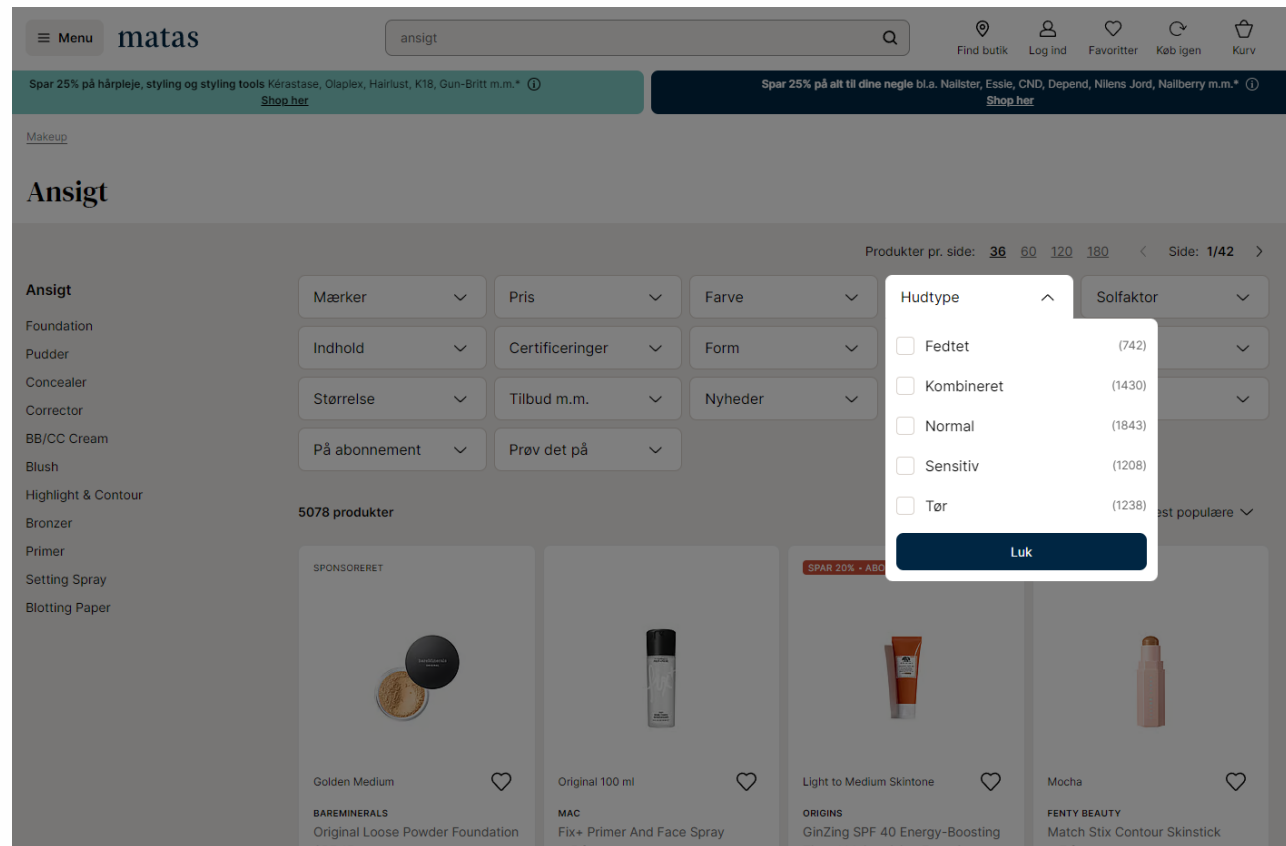 Menu
matas
ansigt
Find butik
Log ind
Favoritter
Køb igen
Kurv
Spar 25% på hårpleje, styling og styling tools Kérastase, Olaplex, Hairlust, K18, Gun-Britt m.m.*
Shop her
Spar 25% på alt til dine negle bl.a. Nailster, Essie, CND, Depend, Nilens Jord, Nailberry m.m.*
Shop her
Makeup
Ansigt
Produkter pr. side: 36 60 120 180 Side: 1/42
Ansigt
Foundation
Pudder
Concealer
Corrector
BB/CC Cream
Blush
Highlight & Contour
Bronzer
Primer
Setting Spray
Blotting Paper
Mærker
Pris
Farve
Hudtype
Solfaktor
Indhold
Certificeringer
Form
Størrelse
Tilbud m.m.
Nyheder
På abonnement
Prøv det på
Fedtet (742)
Kombineret (1430)
Normal (1843)
Sensitiv (1208)
Tør (1238)
Luk
5078 produkter
est populære
SPONSORERET
Golden Medium
BAREMINERALS
Original Loose Powder Foundation
Original 100 ml
MAC
Fix+ Primer And Face Spray
SPAR 20% • ABO
Light to Medium Skintone
ORIGINS
GinZing SPF 40 Energy-Boosting
Mocha
FENTY BEAUTY
Match Stix Contour Skinstick